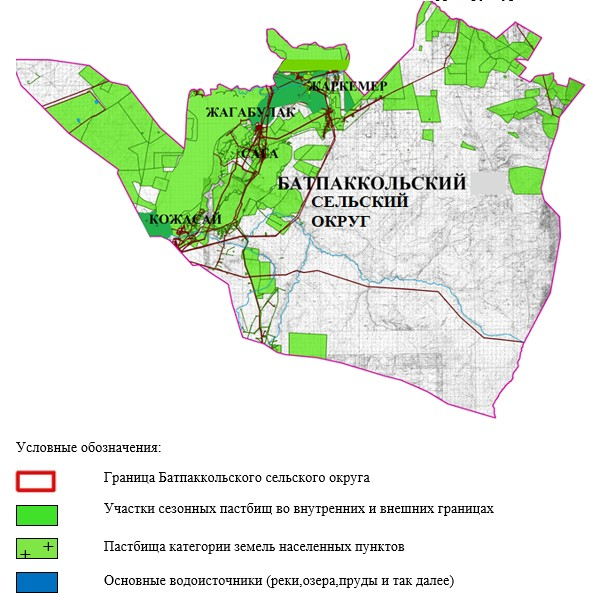 ЖАРКЕМЕР
ЖАГАБУЛАК
САГА
БАТПАККОЛЬСКИЙ
СЕЛЬСКИЙ
ОКРУГ
КОЖАСАЙ
Условные обозначения:
Граница Батпаккольского сельского округа
Участки сезонных пастбищ во внутренних и внешних границах
Пастбища категории земель населенных пунктов
Основные водоисточники (реки,озера,пруды и так далее)